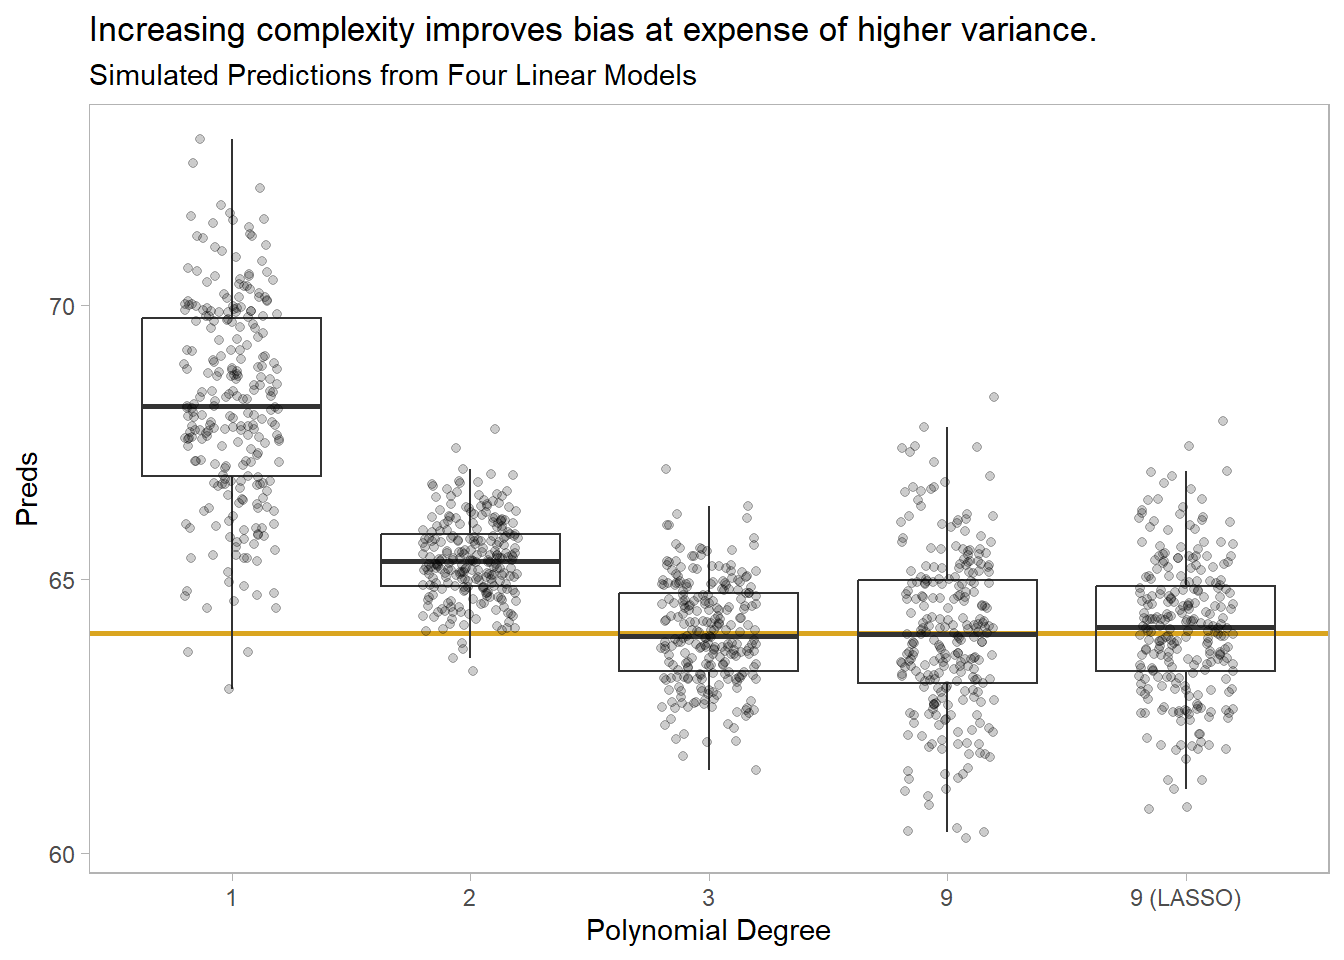 Increasing complexity improves bias at expense of higher variance.
Simulated Predictions from Four Linear Models
70
65
60
Preds
1 2 3 9 9 (LASSO)
Polynomial Degree